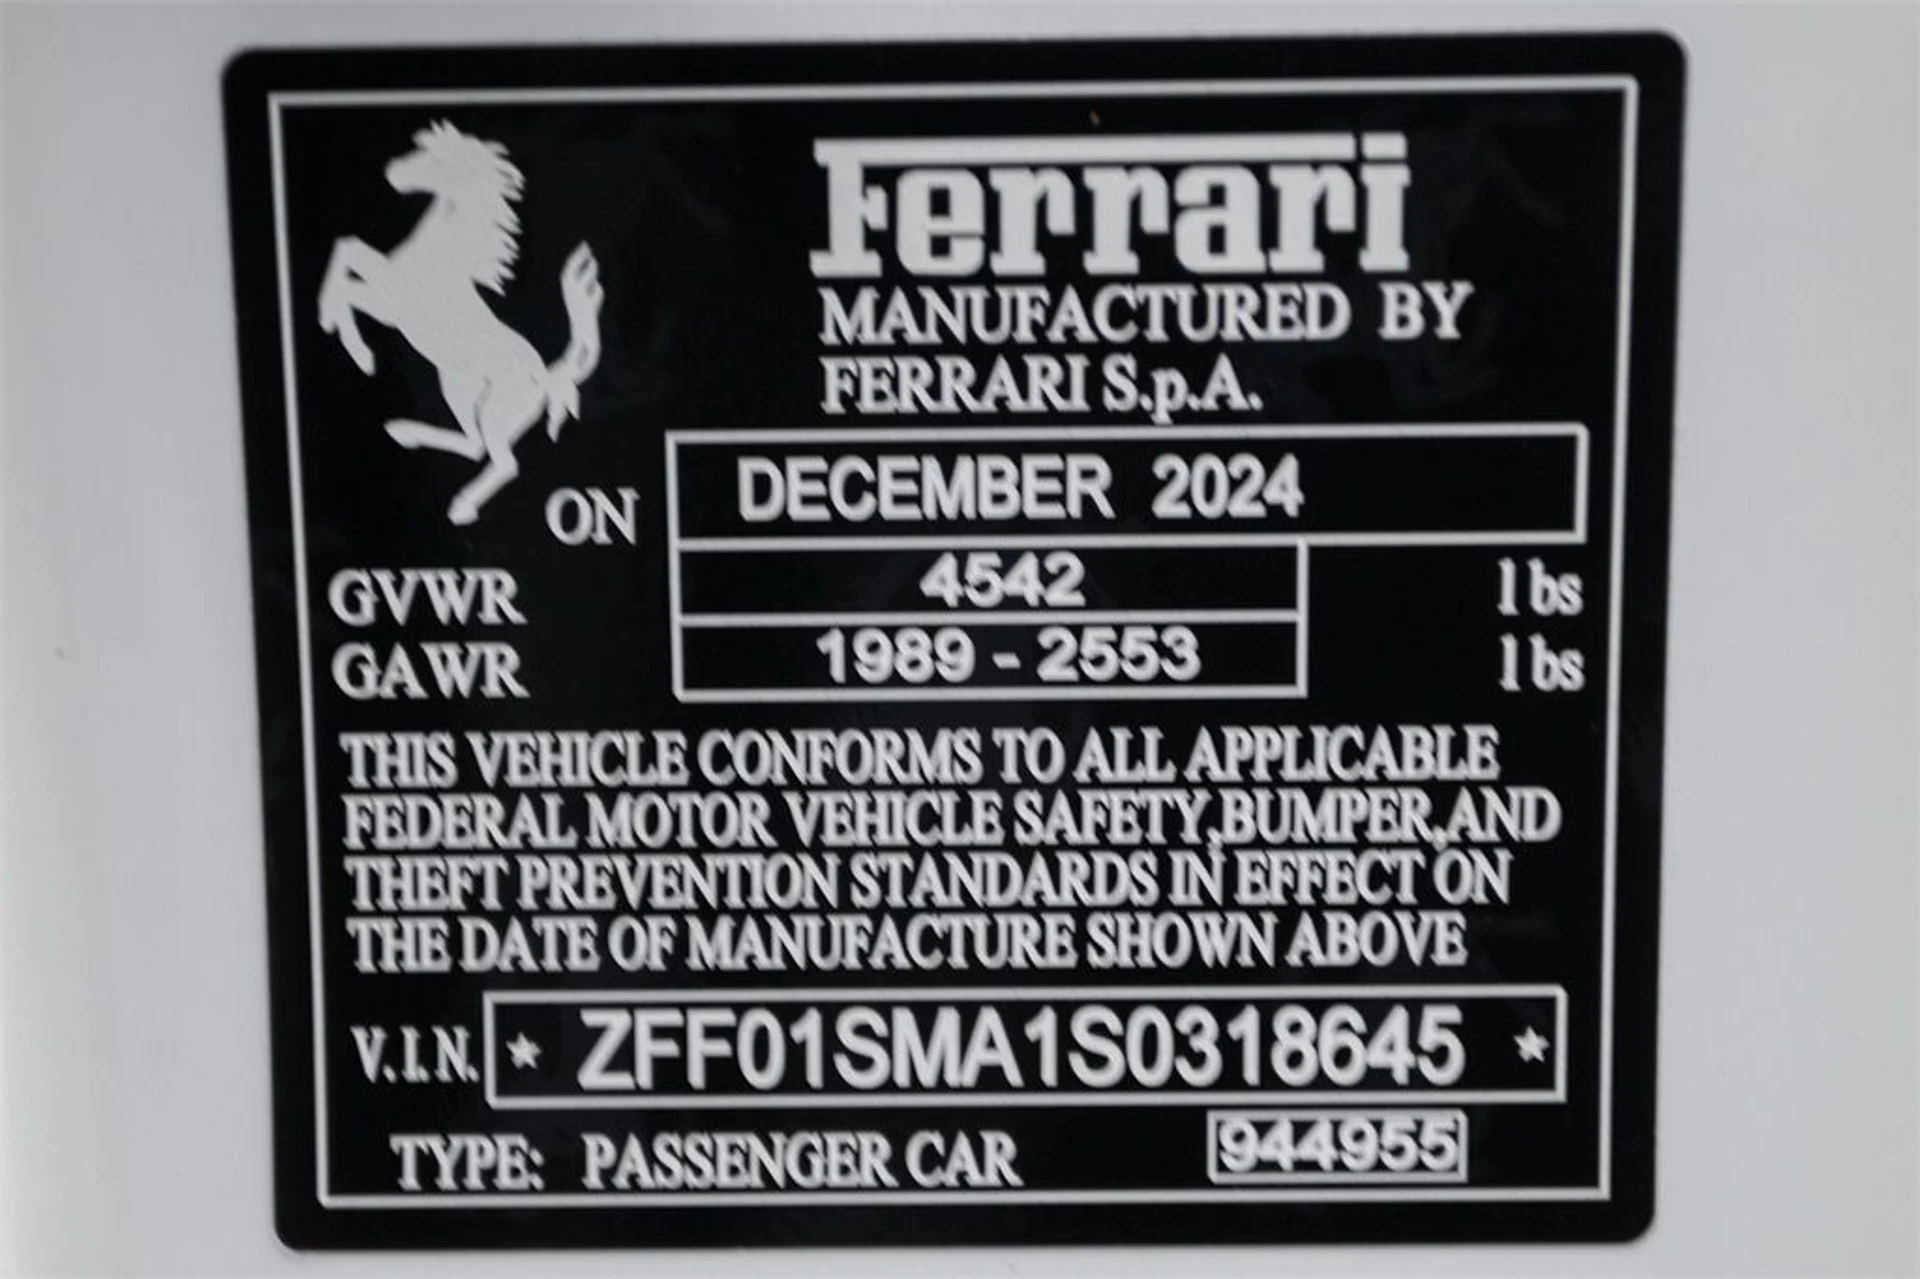 Ferrari
MANUFACTURED BY
FERRARI S.p.A.
ON DECEMBER 2024
GVWR 4542 lbs
GAWR 1989 - 2553 lbs
THIS VEHICLE CONFORMS TO ALL APPLICABLE
FEDERAL MOTOR VEHICLE SAFETY,BUMPER,AND
THEFT PREVENTION STANDARDS IN EFFECT ON
THE DATE OF MANUFACTURE SHOWN ABOVE
V.I.N. ★ ZFF01SMA1S0318645 ★
TYPE: PASSENGER CAR 944955